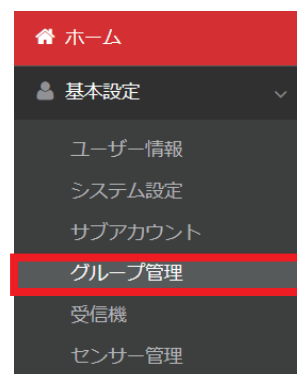 ホーム
基本設定
ユーザー情報
システム設定
サブアカウント
グループ管理
受信機
センサー管理